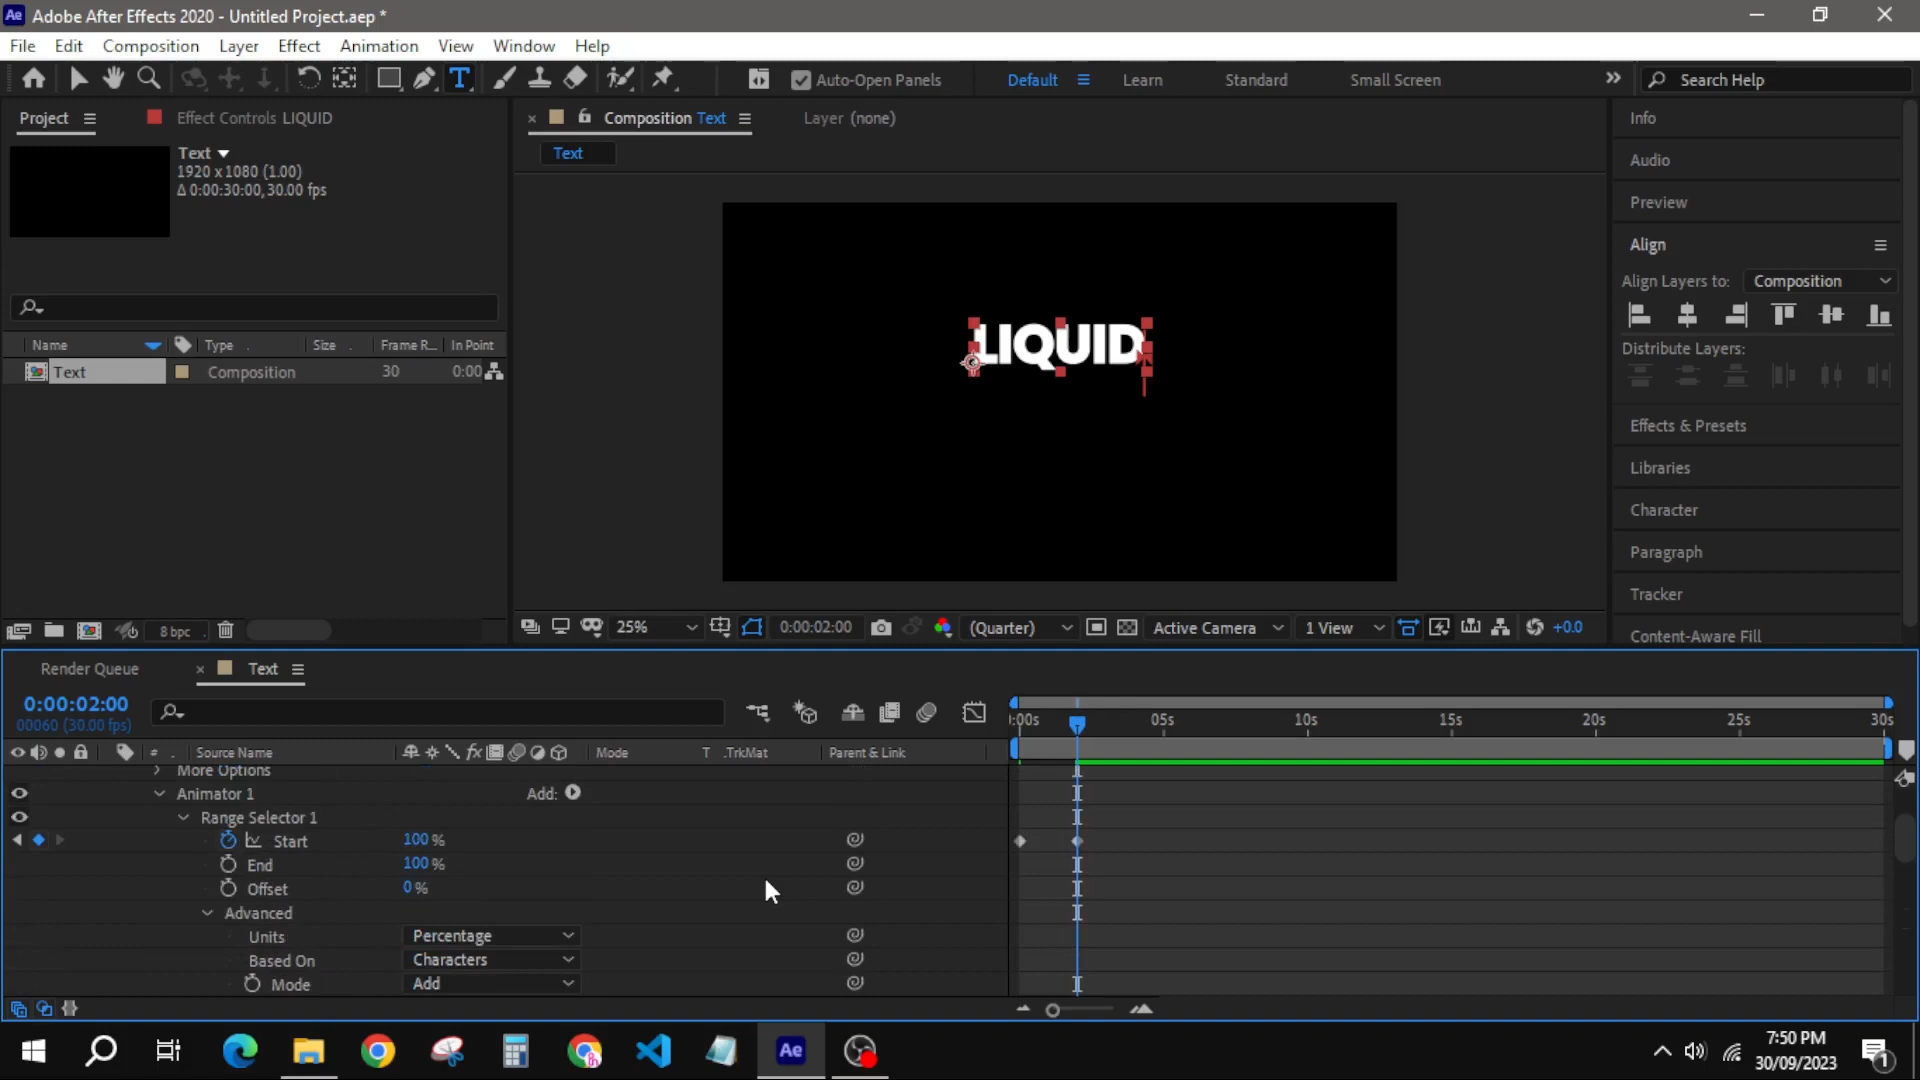 Ae Adobe After Effects 2020 - Untitled Project.aep *
File Edit Composition Layer Effect Animation View Window Help
T Auto-Open Panels Default Learn Standard Small Screen Search Help
Project Effect Controls LIQUID
Text
1920 x 1080 (1.00)
Δ 0:00:30:00, 30.00 fps
Name Type Size Frame R... In Point
Text Composition 30 0:00
8 bpc
Composition Text Layer (none)
Text
LIQUID
25% 0:00:02:00 (Quarter) Active Camera 1 View +0.0
Info
Audio
Preview
Align
Align Layers to: Composition
Distribute Layers:
Effects & Presets
Libraries
Character
Paragraph
Tracker
Content-Aware Fill
Render Queue Text
0:00:02:00
00060 (30.00 fps)
# Source Name fx Mode T .TrkMat Parent & Link
):00s 05s 10s 15s 20s 25s 30s
More Options
Animator 1 Add:
Range Selector 1
Start 100 %
End 100 %
Offset 0 %
Advanced
Units Percentage
Based On Characters
Mode Add
Ae
7:50 PM
30/09/2023
1